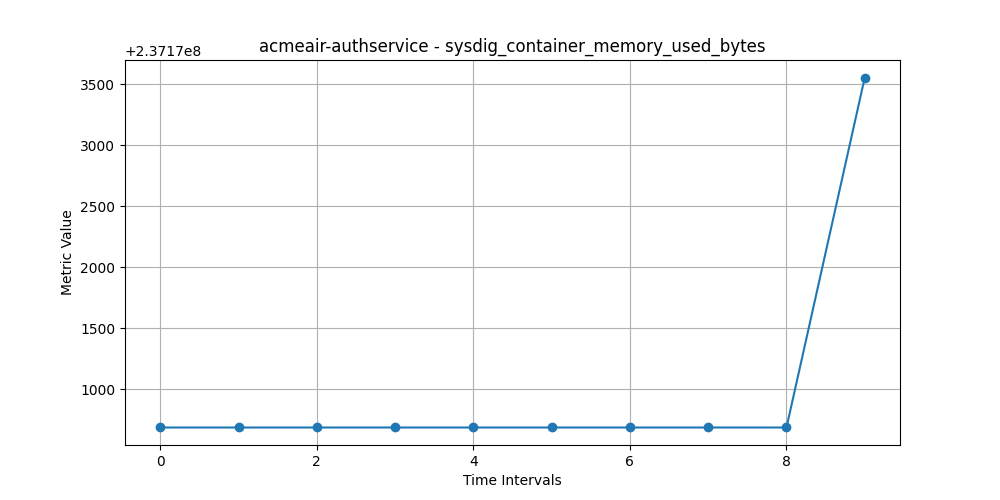 acmeair-authservice - sysdig_container_memory_used_bytes
+2.3717e8
3500
3000
2500
2000
1500
1000
Metric Value
0 2 4 6 8
Time Intervals